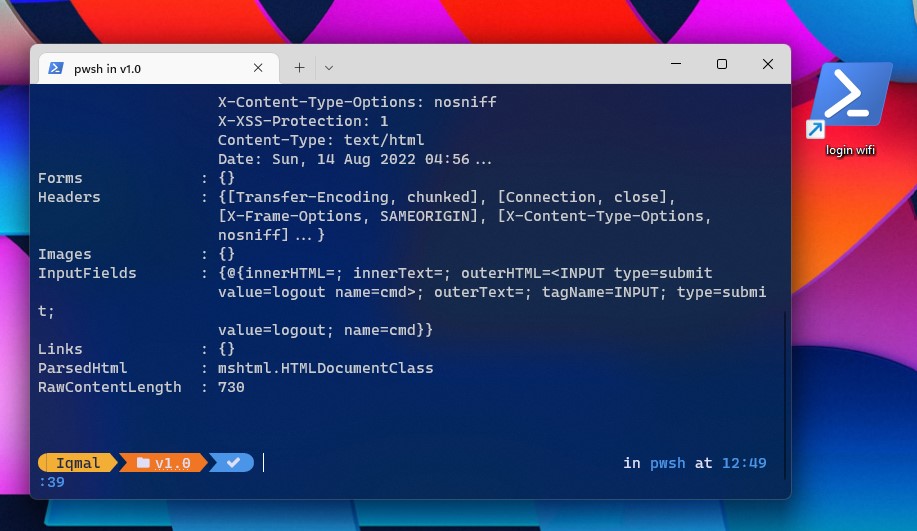 pwsh in v1.0
X-Content-Type-Options: nosniff
X-XSS-Protection: 1
Content-Type: text/html
Date: Sun, 14 Aug 2022 04:56...
Forms : {}
Headers : {[Transfer-Encoding, chunked], [Connection, close],
[X-Frame-Options, SAMEORIGIN], [X-Content-Type-Options,
nosniff]...}
Images : {}
InputFields : {@{innerHTML=; innerText=; outerHTML=<INPUT type=submit
value=logout name=cmd>; outerText=; tagName=INPUT; type=submi
t;
value=logout; name=cmd}}
Links : {}
ParsedHtml : mshtml.HTMLDocumentClass
RawContentLength : 730
Iqmal v1.0 in pwsh at 12:49
:39
login wifi